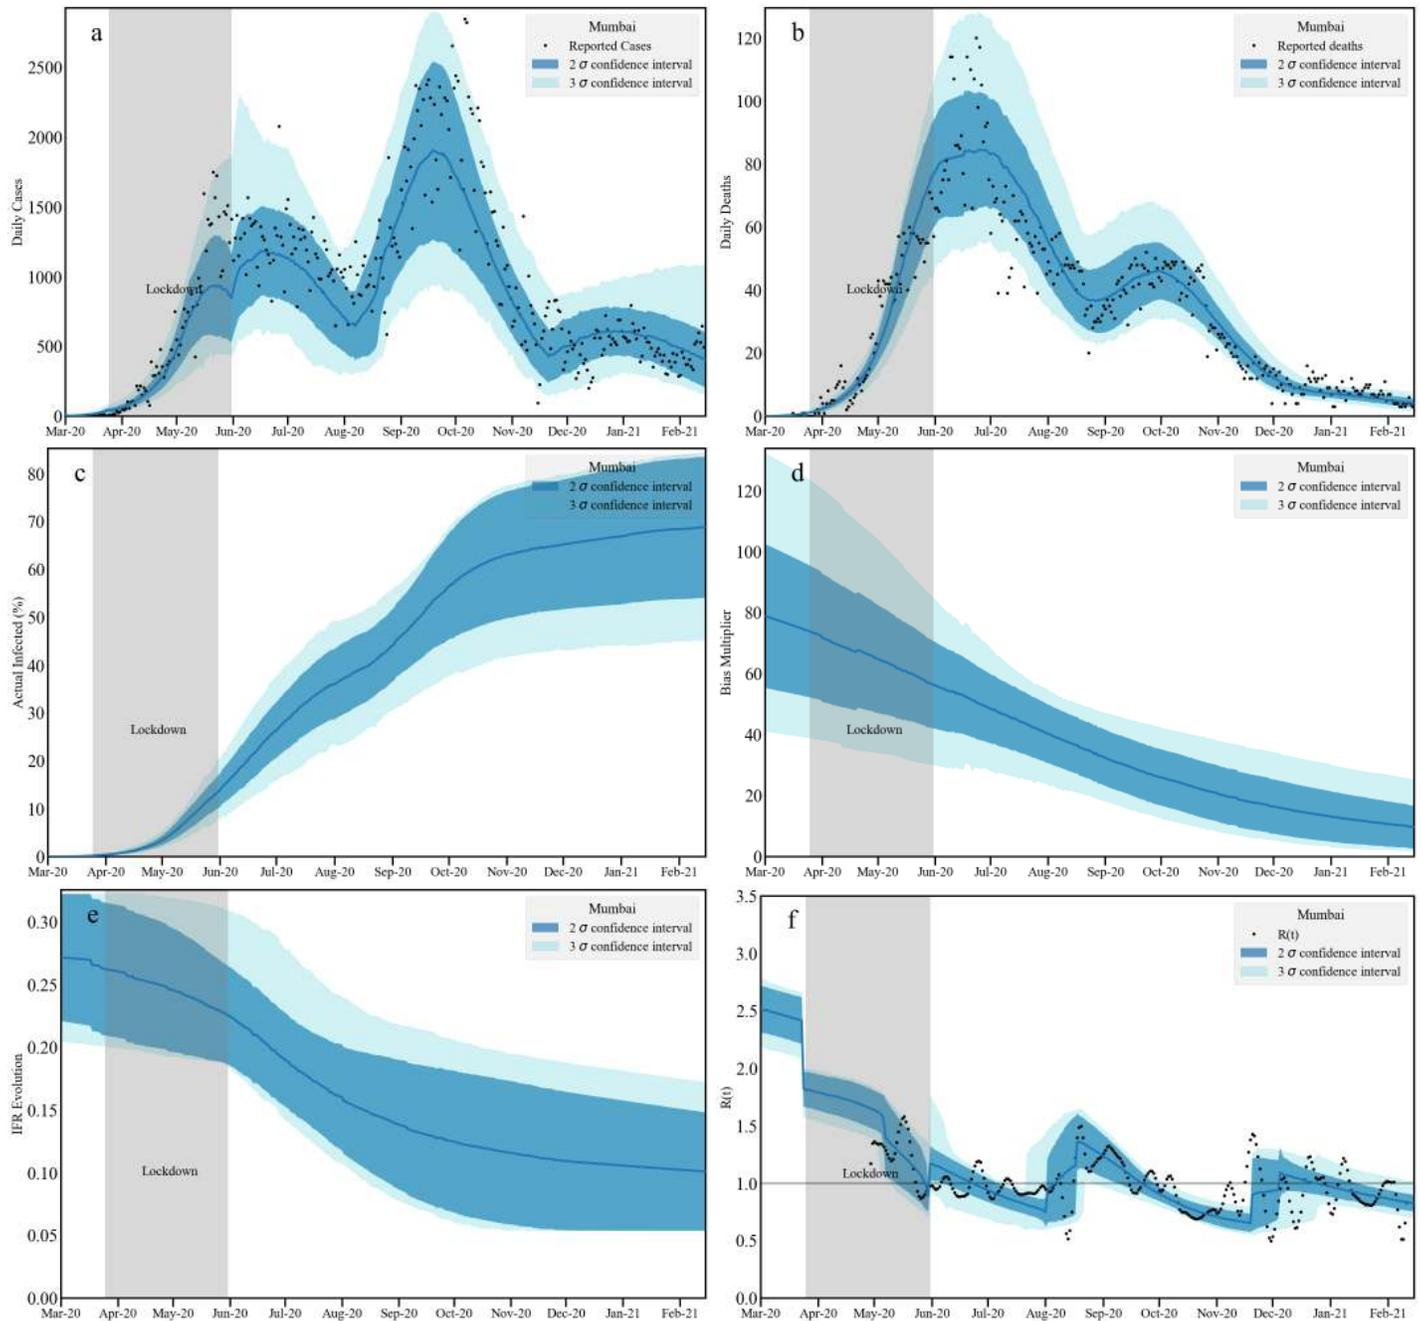 a
Mumbai
Reported Cases
2 σ confidence interval
3 σ confidence interval
Lockdown
Daily Cases
2500
2000
1500
1000
500
0
Mar-20 Apr-20 May-20 Jun-20 Jul-20 Aug-20 Sep-20 Oct-20 Nov-20 Dec-20 Jan-21 Feb-21
b
Mumbai
Reported deaths
2 σ confidence interval
3 σ confidence interval
Lockdown
Daily Deaths
120
100
80
60
40
20
0
Mar-20 Apr-20 May-20 Jun-20 Jul-20 Aug-20 Sep-20 Oct-20 Nov-20 Dec-20 Jan-21 Feb-21
c
Mumbai
2 σ confidence interval
3 σ confidence interval
Lockdown
Actual Infected (%)
80
70
60
50
40
30
20
10
0
Mar-20 Apr-20 May-20 Jun-20 Jul-20 Aug-20 Sep-20 Oct-20 Nov-20 Dec-20 Jan-21 Feb-21
d
Mumbai
2 σ confidence interval
3 σ confidence interval
Lockdown
Bias Multiplier
120
100
80
60
40
20
0
Mar-20 Apr-20 May-20 Jun-20 Jul-20 Aug-20 Sep-20 Oct-20 Nov-20 Dec-20 Jan-21 Feb-21
e
Mumbai
2 σ confidence interval
3 σ confidence interval
Lockdown
IFR Evolution
0.30
0.25
0.20
0.15
0.10
0.05
0.00
Mar-20 Apr-20 May-20 Jun-20 Jul-20 Aug-20 Sep-20 Oct-20 Nov-20 Dec-20 Jan-21 Feb-21
f
Mumbai
R(t)
2 σ confidence interval
3 σ confidence interval
Lockdown
R(t)
3.5
3.0
2.5
2.0
1.5
1.0
0.5
0.0
Mar-20 Apr-20 May-20 Jun-20 Jul-20 Aug-20 Sep-20 Oct-20 Nov-20 Dec-20 Jan-21 Feb-21